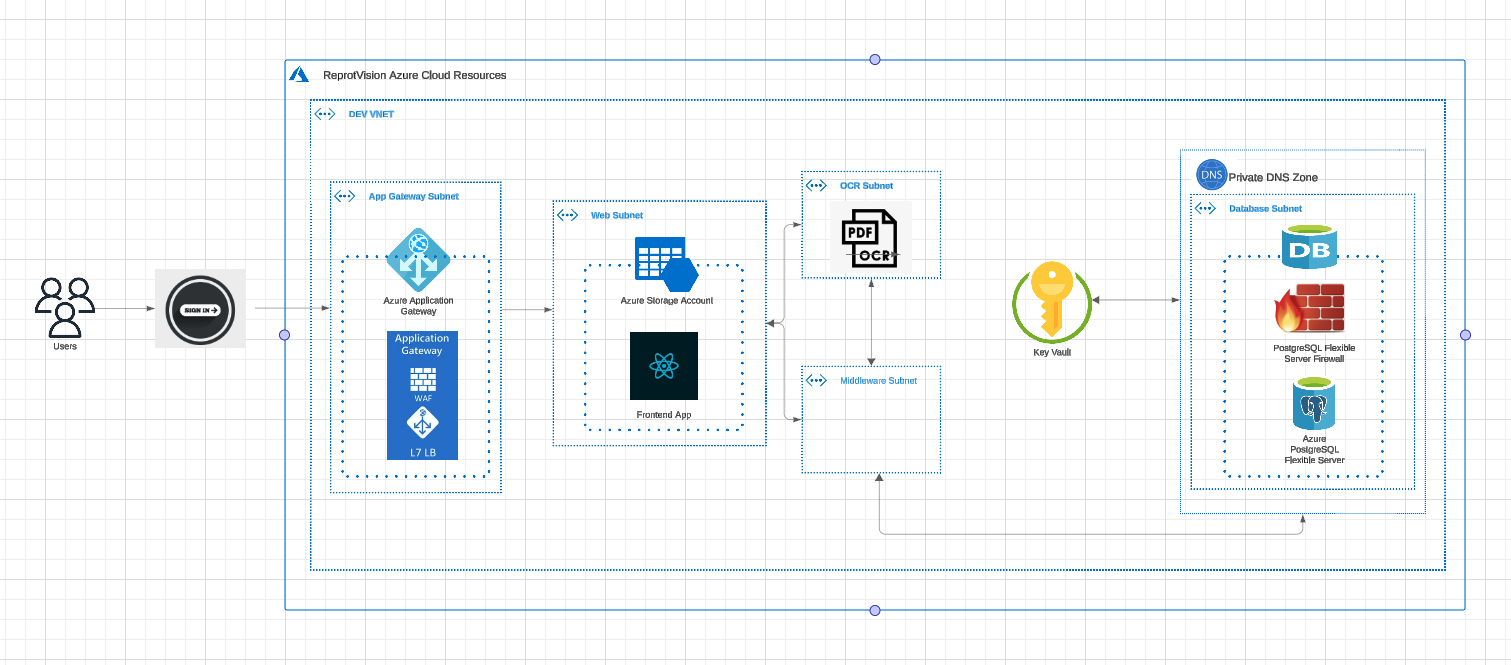 ReprotVision Azure Cloud Resources
DEV VNET
App Gateway Subnet
Azure Application
Gateway
Application
Gateway
WAF
L7 LB
Users
SIGN IN
Web Subnet
Azure Storage Account
Frontend App
OCR Subnet
PDF
OCR
Middleware Subnet
Key Vault
DNS
Private DNS Zone
Database Subnet
DB
PostgreSQL Flexible
Server Firewall
Azure
PostgreSQL
Flexible Server